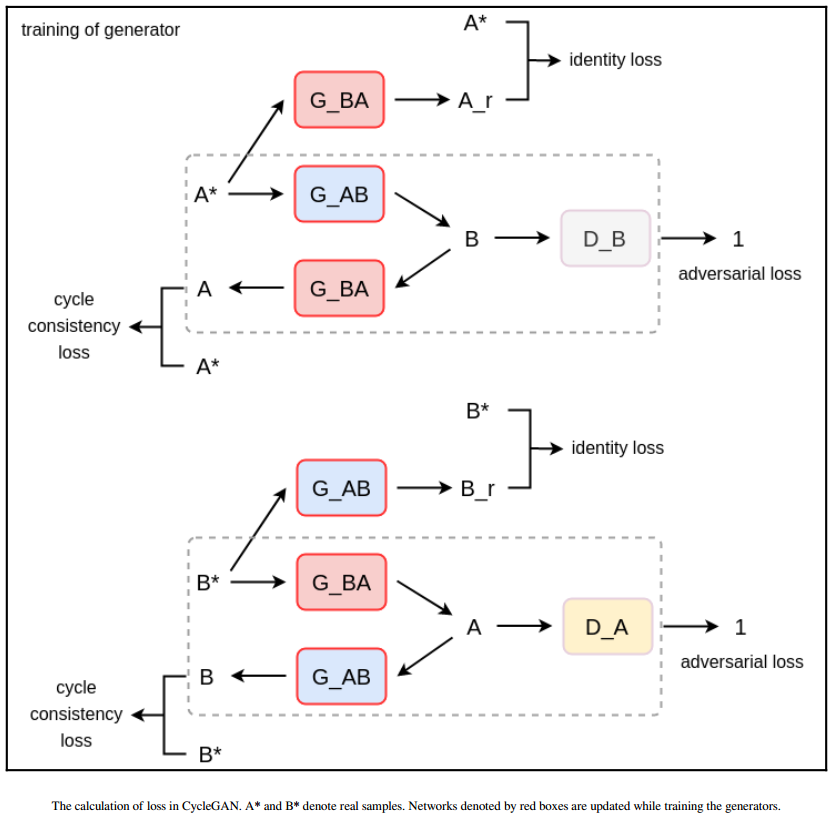 training of generator
A*
identity loss
G_BA
A_r
A*
G_AB
B
D_B
1
adversarial loss
A
G_BA
cycle
consistency
loss
A*
B*
identity loss
G_AB
B_r
B*
G_BA
A
D_A
1
adversarial loss
B
G_AB
cycle
consistency
loss
B*
The calculation of loss in CycleGAN. A* and B* denote real samples. Networks denoted by red boxes are updated while training the generators.